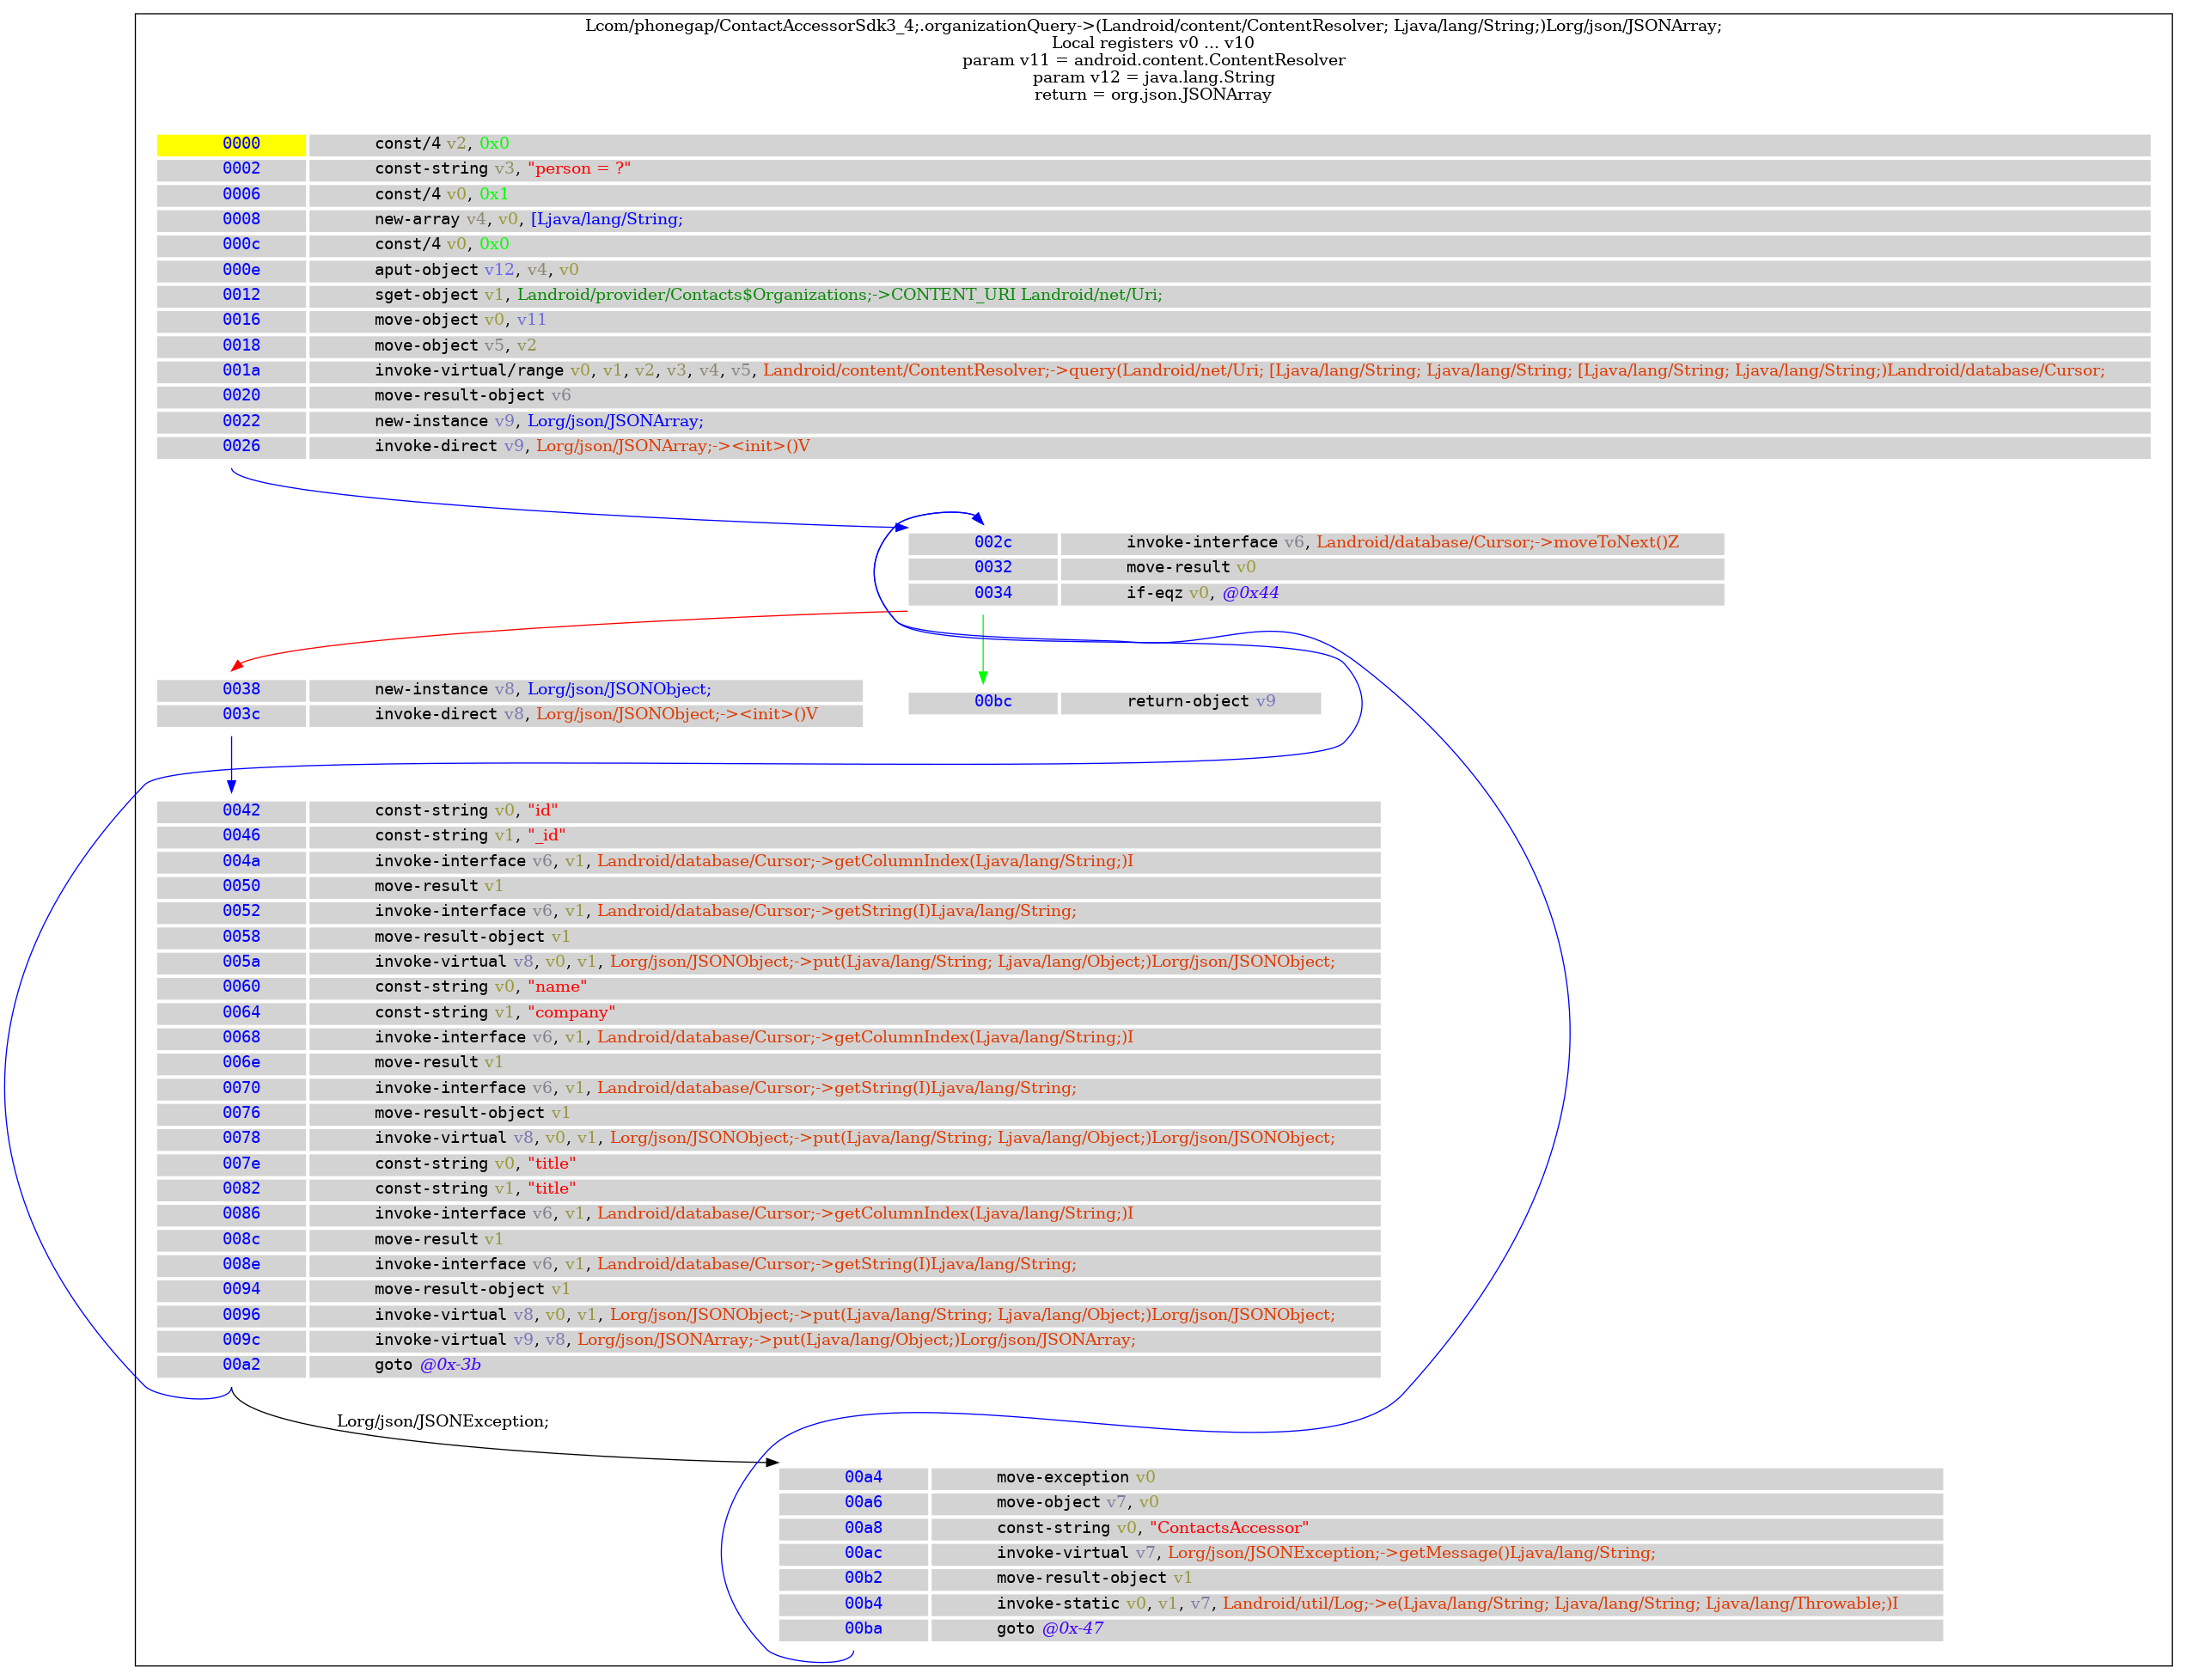 Lcom/phonegap/ContactAccessorSdk3_4;.organizationQuery->(Landroid/content/ContentResolver; Ljava/lang/String;)Lorg/json/JSONArray;
Local registers v0 ... v10
param v11 = android.content.ContentResolver
param v12 = java.lang.String
return = org.json.JSONArray
0000 const/4 v2, 0x0
0002 const-string v3, "person = ?"
0006 const/4 v0, 0x1
0008 new-array v4, v0, [Ljava/lang/String;
000c const/4 v0, 0x0
000e aput-object v12, v4, v0
0012 sget-object v1, Landroid/provider/Contacts$Organizations;->CONTENT_URI Landroid/net/Uri;
0016 move-object v0, v11
0018 move-object v5, v2
001a invoke-virtual/range v0, v1, v2, v3, v4, v5, Landroid/content/ContentResolver;->query(Landroid/net/Uri; [Ljava/lang/String; Ljava/lang/String; [Ljava/lang/String; Ljava/lang/String;)Landroid/database/Cursor;
0020 move-result-object v6
0022 new-instance v9, Lorg/json/JSONArray;
0026 invoke-direct v9, Lorg/json/JSONArray;-><init>()V
002c invoke-interface v6, Landroid/database/Cursor;->moveToNext()Z
0032 move-result v0
0034 if-eqz v0, @0x44
0038 new-instance v8, Lorg/json/JSONObject;
003c invoke-direct v8, Lorg/json/JSONObject;-><init>()V
00bc return-object v9
0042 const-string v0, "id"
0046 const-string v1, "_id"
004a invoke-interface v6, v1, Landroid/database/Cursor;->getColumnIndex(Ljava/lang/String;)I
0050 move-result v1
0052 invoke-interface v6, v1, Landroid/database/Cursor;->getString(I)Ljava/lang/String;
0058 move-result-object v1
005a invoke-virtual v8, v0, v1, Lorg/json/JSONObject;->put(Ljava/lang/String; Ljava/lang/Object;)Lorg/json/JSONObject;
0060 const-string v0, "name"
0064 const-string v1, "company"
0068 invoke-interface v6, v1, Landroid/database/Cursor;->getColumnIndex(Ljava/lang/String;)I
006e move-result v1
0070 invoke-interface v6, v1, Landroid/database/Cursor;->getString(I)Ljava/lang/String;
0076 move-result-object v1
0078 invoke-virtual v8, v0, v1, Lorg/json/JSONObject;->put(Ljava/lang/String; Ljava/lang/Object;)Lorg/json/JSONObject;
007e const-string v0, "title"
0082 const-string v1, "title"
0086 invoke-interface v6, v1, Landroid/database/Cursor;->getColumnIndex(Ljava/lang/String;)I
008c move-result v1
008e invoke-interface v6, v1, Landroid/database/Cursor;->getString(I)Ljava/lang/String;
0094 move-result-object v1
0096 invoke-virtual v8, v0, v1, Lorg/json/JSONObject;->put(Ljava/lang/String; Ljava/lang/Object;)Lorg/json/JSONObject;
009c invoke-virtual v9, v8, Lorg/json/JSONArray;->put(Ljava/lang/Object;)Lorg/json/JSONArray;
00a2 goto @0x-3b
Lorg/json/JSONException;
00a4 move-exception v0
00a6 move-object v7, v0
00a8 const-string v0, "ContactsAccessor"
00ac invoke-virtual v7, Lorg/json/JSONException;->getMessage()Ljava/lang/String;
00b2 move-result-object v1
00b4 invoke-static v0, v1, v7, Landroid/util/Log;->e(Ljava/lang/String; Ljava/lang/String; Ljava/lang/Throwable;)I
00ba goto @0x-47